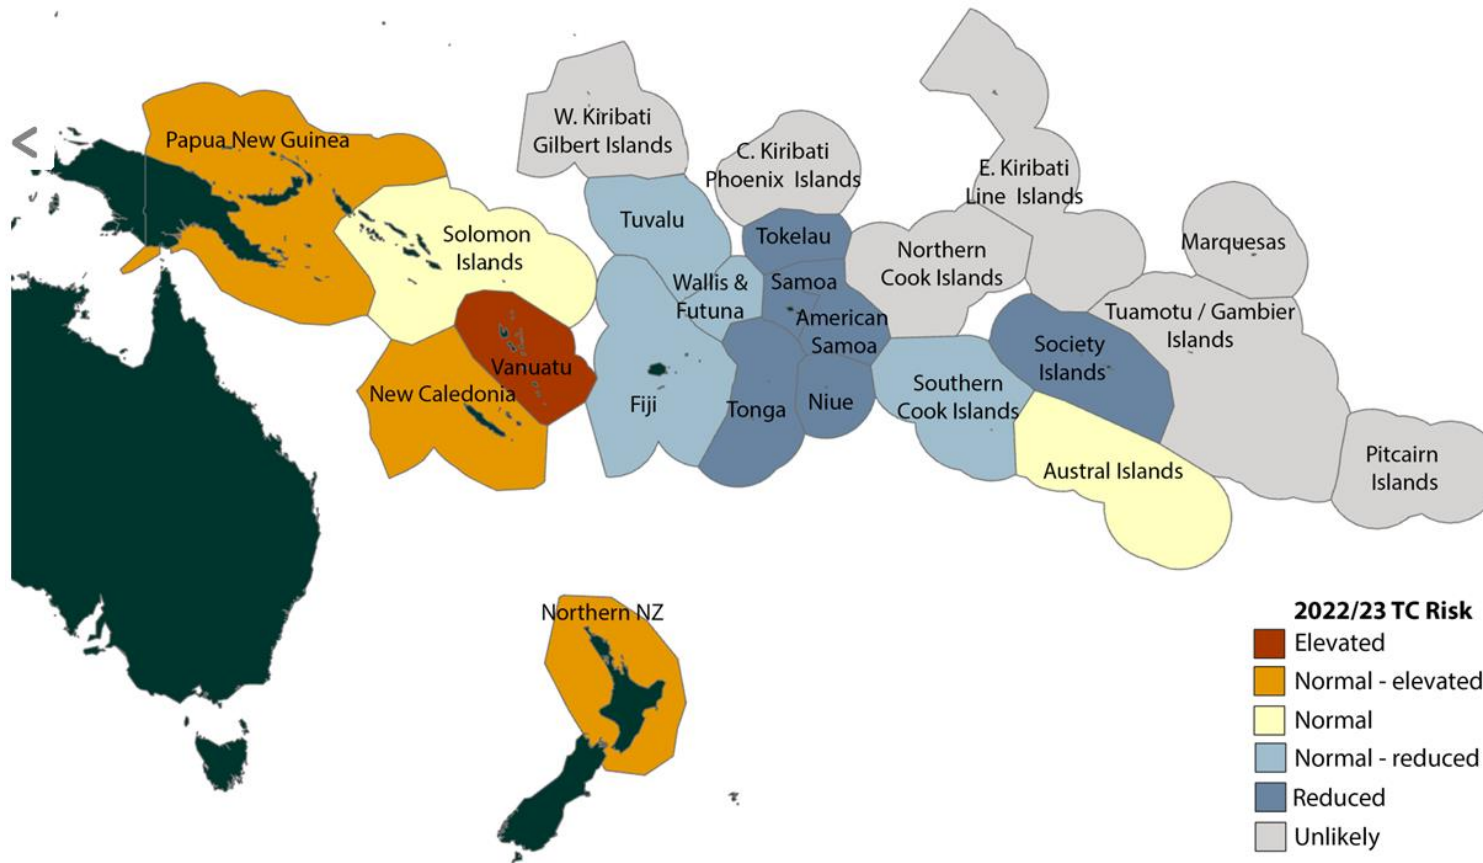 Papua New Guinea
W. Kiribati
Gilbert Islands
C. Kiribati
Phoenix Islands
E. Kiribati
Line Islands
Solomon
Islands
Tuvalu
Tokelau
Northern
Cook Islands
Marquesas
Wallis &
Futuna
Samoa
American
Samoa
Tuamotu / Gambier
Islands
Society
Islands
Vanuatu
New Caledonia
Fiji
Tonga
Niue
Southern
Cook Islands
Austral Islands
Pitcairn
Islands
Northern NZ
2022/23 TC Risk
Elevated
Normal - elevated
Normal
Normal - reduced
Reduced
Unlikely